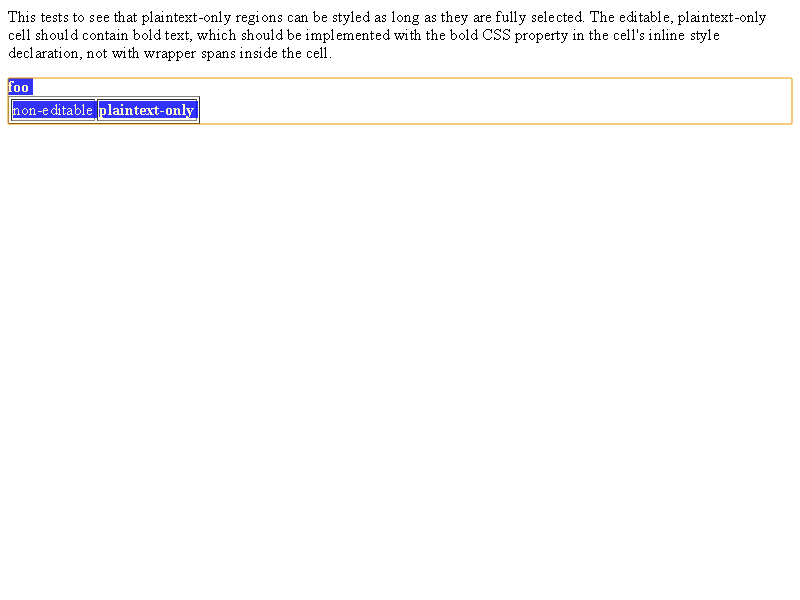 This tests to see that plaintext-only regions can be styled as long as they are fully selected. The editable, plaintext-only
cell should contain bold text, which should be implemented with the bold CSS property in the cell's inline style
declaration, not with wrapper spans inside the cell.
foo
non-editable plaintext-only